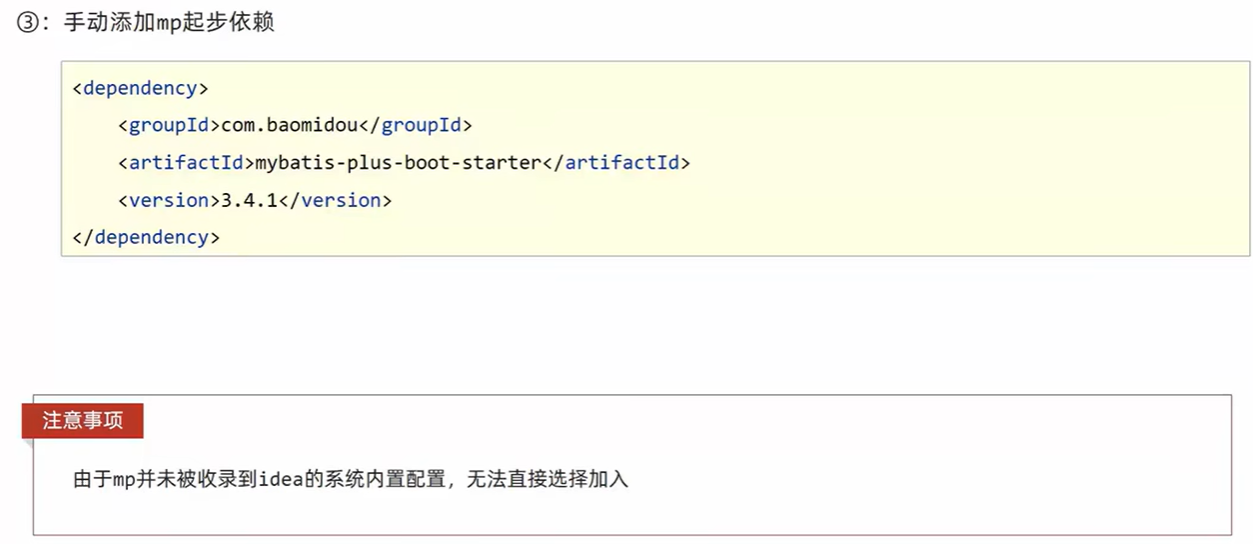 ③：手动添加mp起步依赖
<dependency>
    <groupId>com.baomidou</groupId>
    <artifactId>mybatis-plus-boot-starter</artifactId>
    <version>3.4.1</version>
</dependency>
注意事项
由于mp并未被收录到idea的系统内置配置，无法直接选择加入